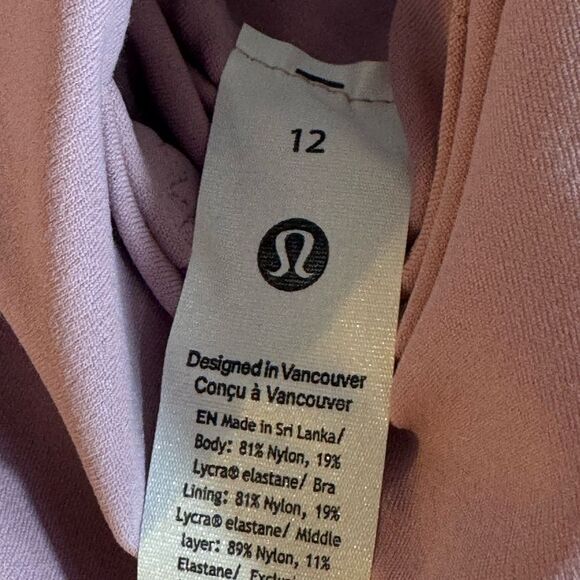 12
Designed in Vancouver
Conçu à Vancouver
EN Made in Sri Lanka/
Body: 81% Nylon, 19%
Lycra® elastane/ Bra
Lining: 81% Nylon, 19%
Lycra® elastane/ Middle
layer: 89% Nylon, 11%
Elastane/